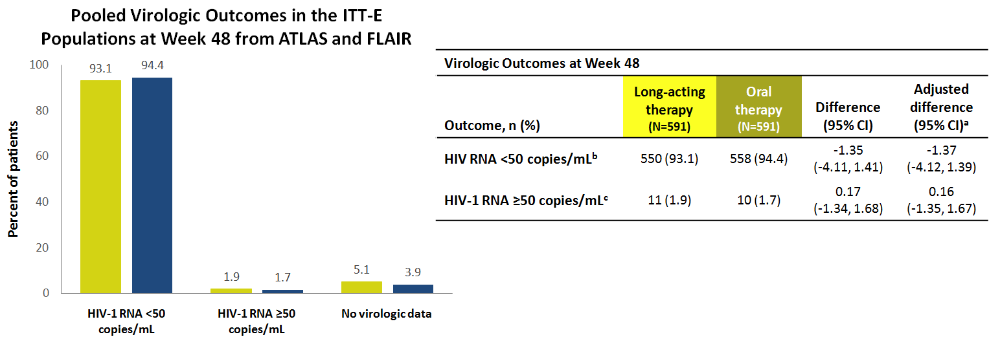 Pooled Virologic Outcomes in the ITT-E
Populations at Week 48 from ATLAS and FLAIR
Percent of patients
100
80
60
40
20
0
93.1
94.4
1.9
1.7
5.1
3.9
HIV-1 RNA <50
copies/mL
HIV-1 RNA ≥50
copies/mL
No virologic data
Virologic Outcomes at Week 48
Outcome, n (%)
Long-acting
therapy
(N=591)
Oral
therapy
(N=591)
Difference
(95% CI)
Adjusted
difference
(95% CI)ᵃ
HIV RNA <50 copies/mLᵇ
550 (93.1)
558 (94.4)
-1.35
(-4.11, 1.41)
-1.37
(-4.12, 1.39)
HIV-1 RNA ≥50 copies/mLᶜ
11 (1.9)
10 (1.7)
0.17
(-1.34, 1.68)
0.16
(-1.35, 1.67)